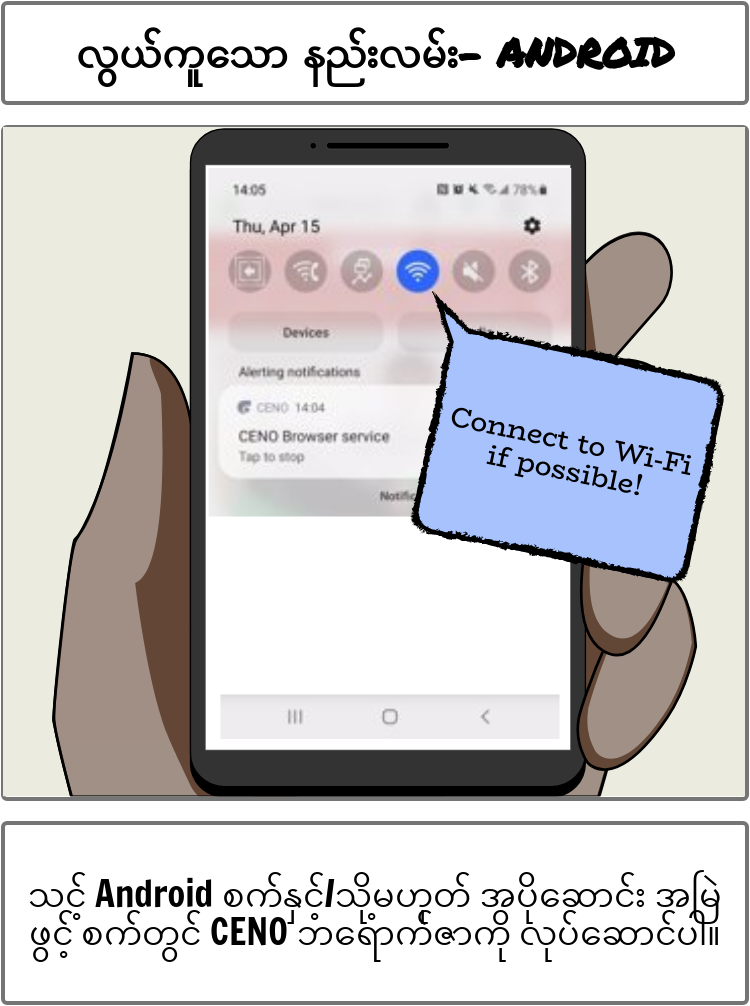 လွယ်ကူသော နည်းလမ်း- ANDROID
14:05
78%
Thu, Apr 15
Devices
Alerting notifications
CENO 14:04
CENO Browser service
Tap to stop
Connect to Wi-Fi
if possible!
သင့် Android စက်နှင့်/သို့မဟုတ် အပိုဆောင်း အမြဲ
ဖွင့် စက်တွင် CENO ဘရောက်ဇာကို လုပ်ဆောင်ပါ။